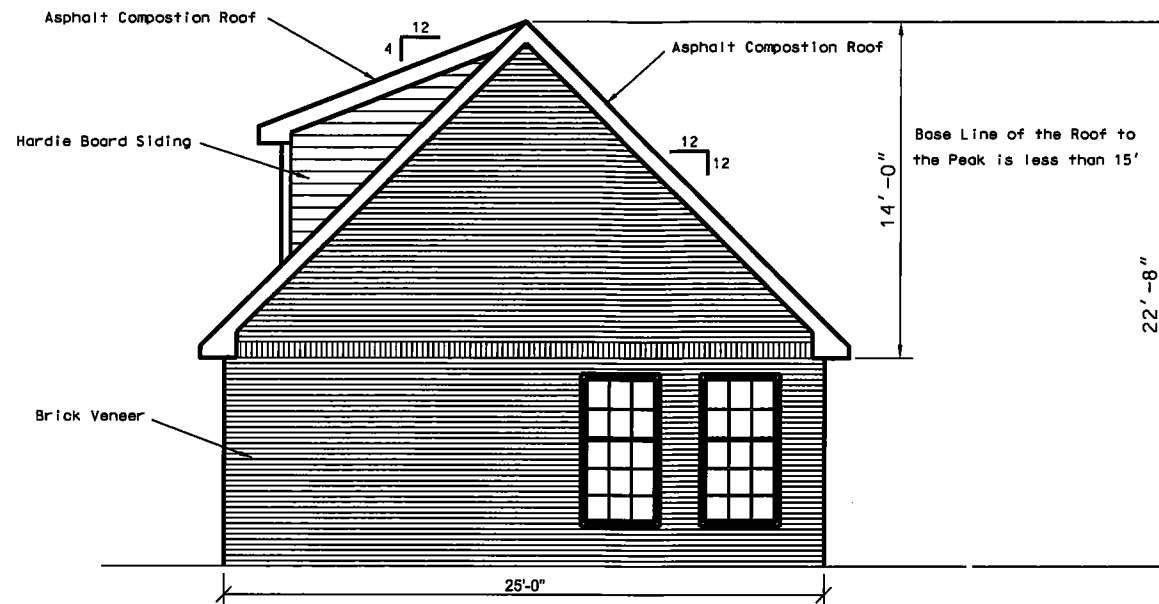 Asphalt Compostion Roof
12
4
Asphalt Compostion Roof
Hardie Board Siding
12
12
Base Line of the Roof to
the Peak is less than 15'
14'-0"
22'-8"
Brick Veneer
25'-0"